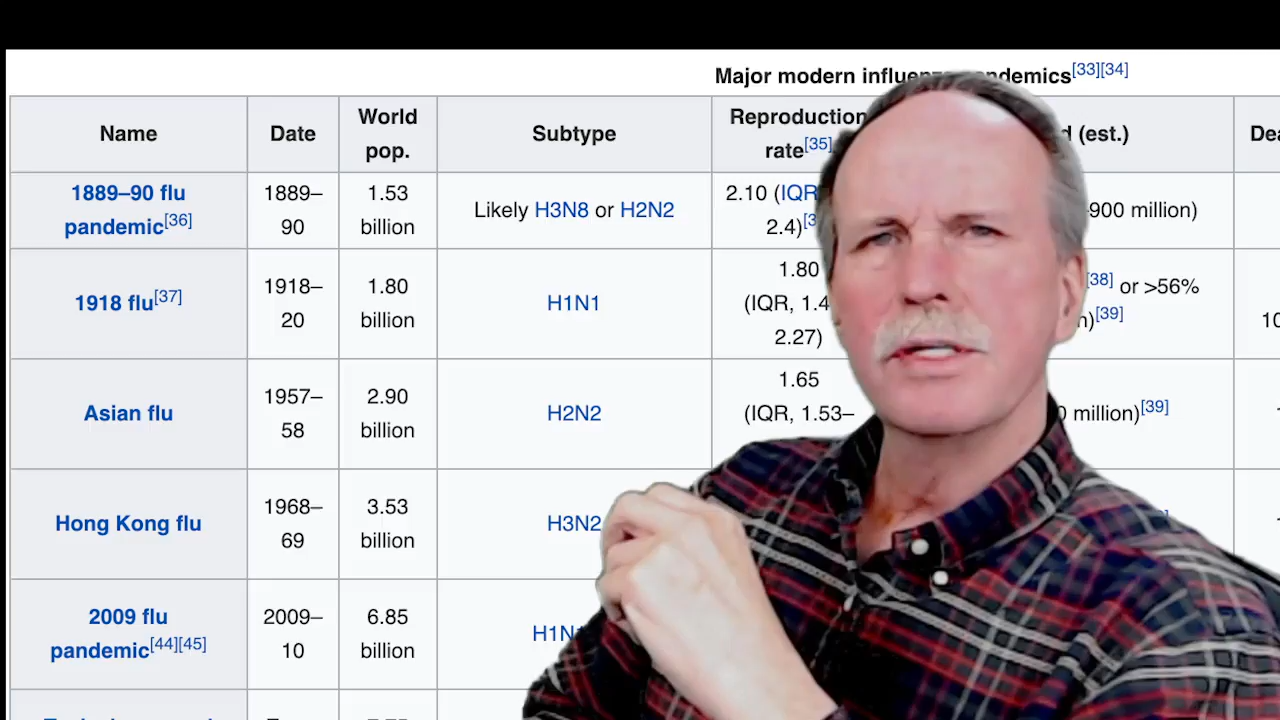 Major modern influenza pandemics[33][34]
Name Date World pop. Subtype Reproduction rate[35] (est.)
1889–90 flu pandemic[36] 1889–90 1.53 billion Likely H3N8 or H2N2 2.10 (IQR 2.4) 900 million)
1918 flu[37] 1918–20 1.80 billion H1N1 1.80 (IQR, 1.4 2.27) [38] or >56% [39]
Asian flu 1957–58 2.90 billion H2N2 1.65 (IQR, 1.53– million)[39]
Hong Kong flu 1968–69 3.53 billion H3N2
2009 flu pandemic[44][45] 2009–10 6.85 billion H1N1